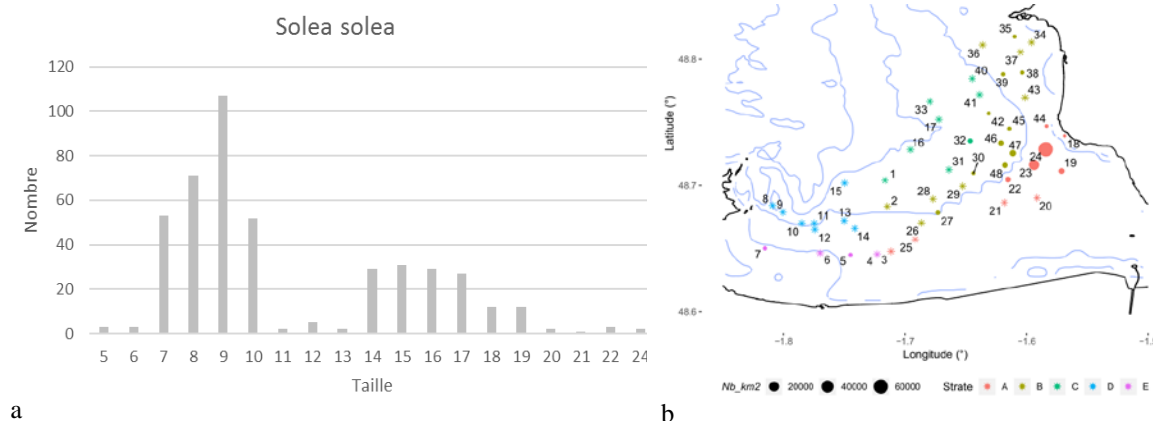 Solea solea
120
100
80
60
40
20
0
Nombre
5 6 7 8 9 10 11 12 13 14 15 16 17 18 19 20 21 22 24
Taille
a
48.8
48.7
48.6
Latitude (°)
35 34
36 37
40 39 38
41 43
33 42 45 44
17 46 47 18
16 32 24
31 30 48 23 19
1 22
15 29 21 20
8 9 2 28 27
11 13 26
10 12 14 25
7 6 5 4 3
-1.8 -1.7 -1.6 -1.5
Longitude (°)
Nb_km2 20000 40000 60000 Strate A B C D E
b